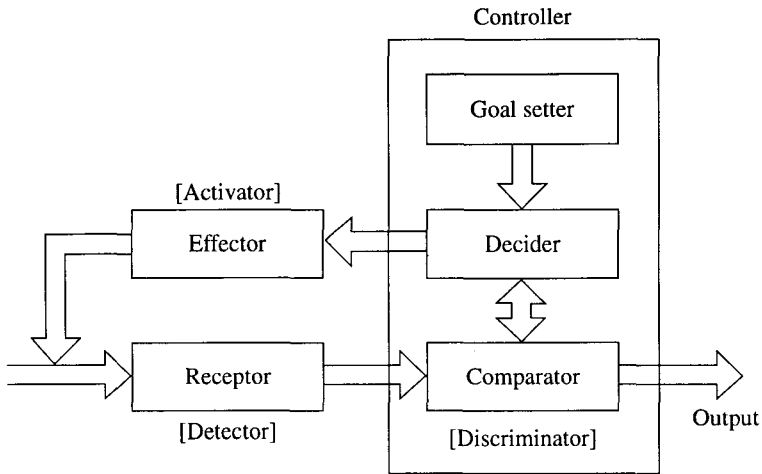 Controller
Goal setter
[Activator]
Effector
Decider
Receptor
Comparator
[Detector]
[Discriminator]
Output